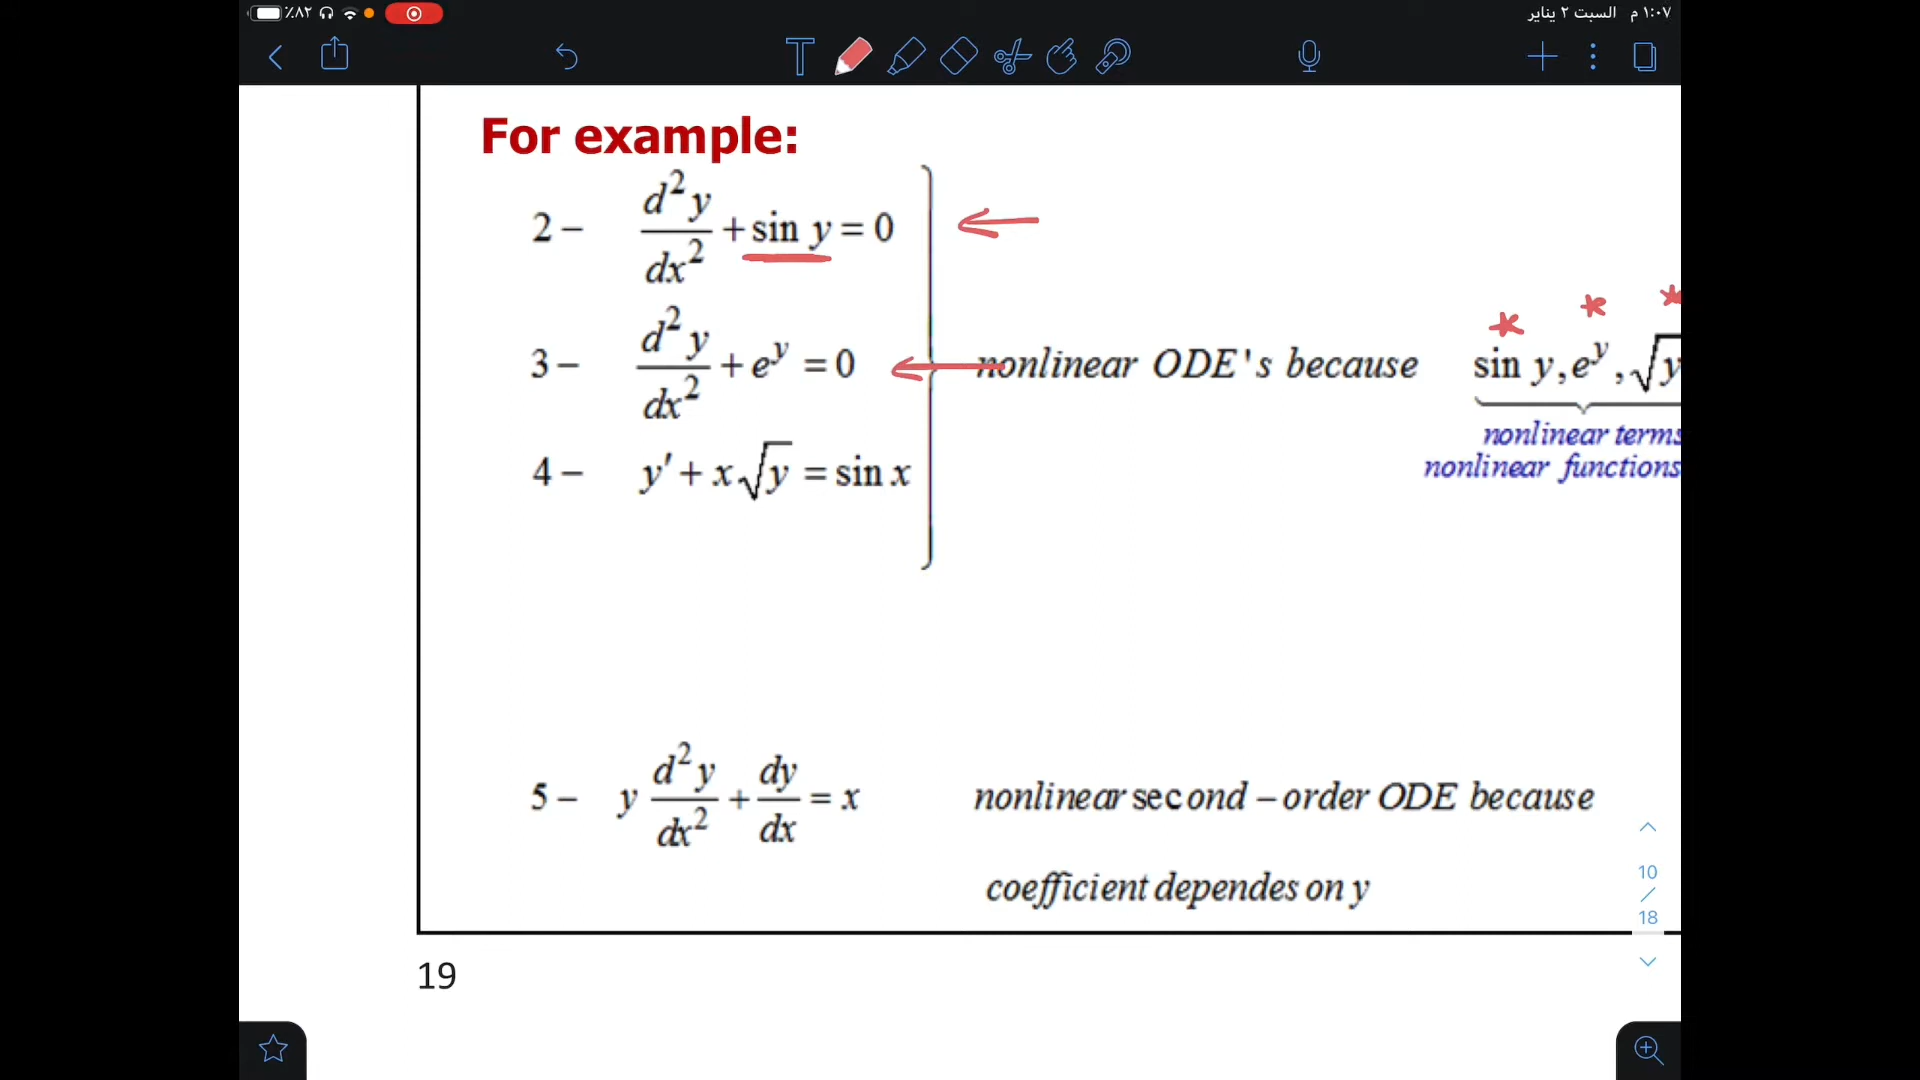 ٪٨٢
١:٠٧ م السبت ٢ يناير
For example:
2 – d²y/dx² + sin y = 0
3 – d²y/dx² + e^y = 0 nonlinear ODE's because sin y, e^y, √y
nonlinear terms
nonlinear functions
4 – y′ + x√y = sin x
5 – y d²y/dx² + dy/dx = x nonlinear second – order ODE because
coefficient dependes on y
10
/
18
19